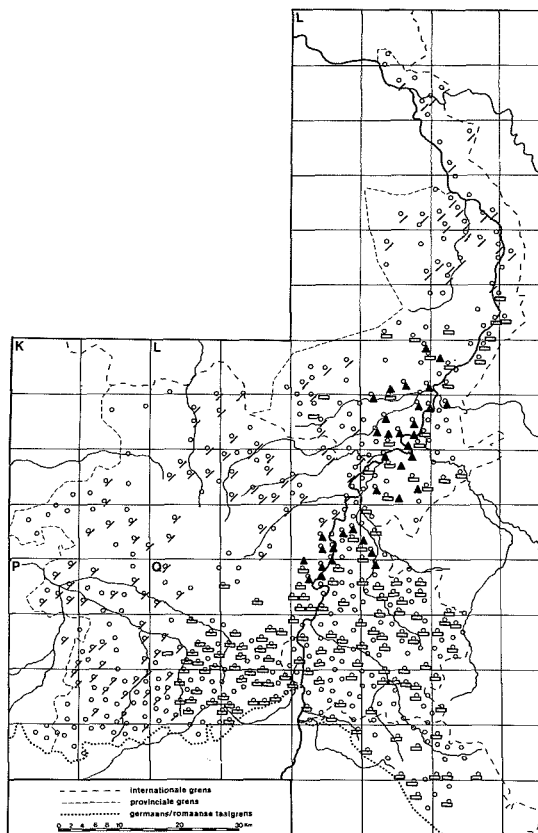 L
K
L
P
Q
internationale grens
provinciale grens
germaans/romaanse taalgrens
0 2 4 6 8 10 20 30 Km